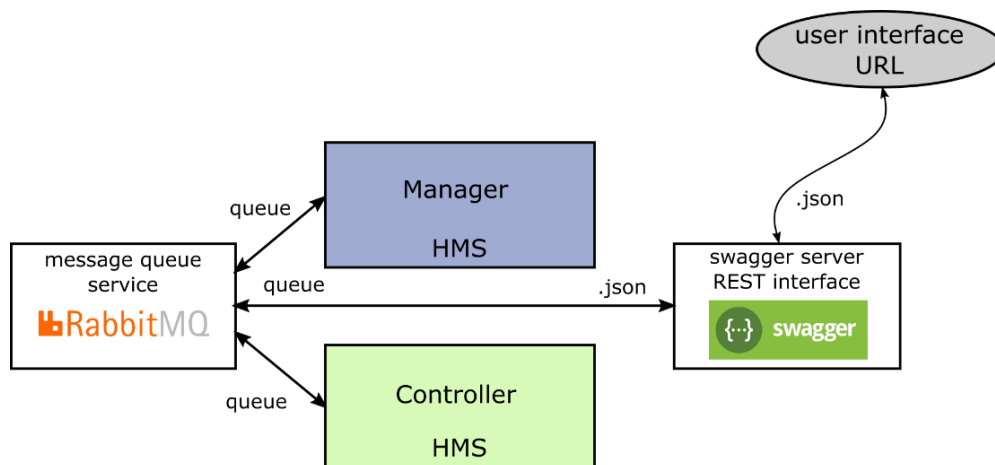 user interface
URL
.json
Manager
HMS
queue
message queue
service
RabbitMQ
queue
.json
swagger server
REST interface
{···} swagger
queue
Controller
HMS